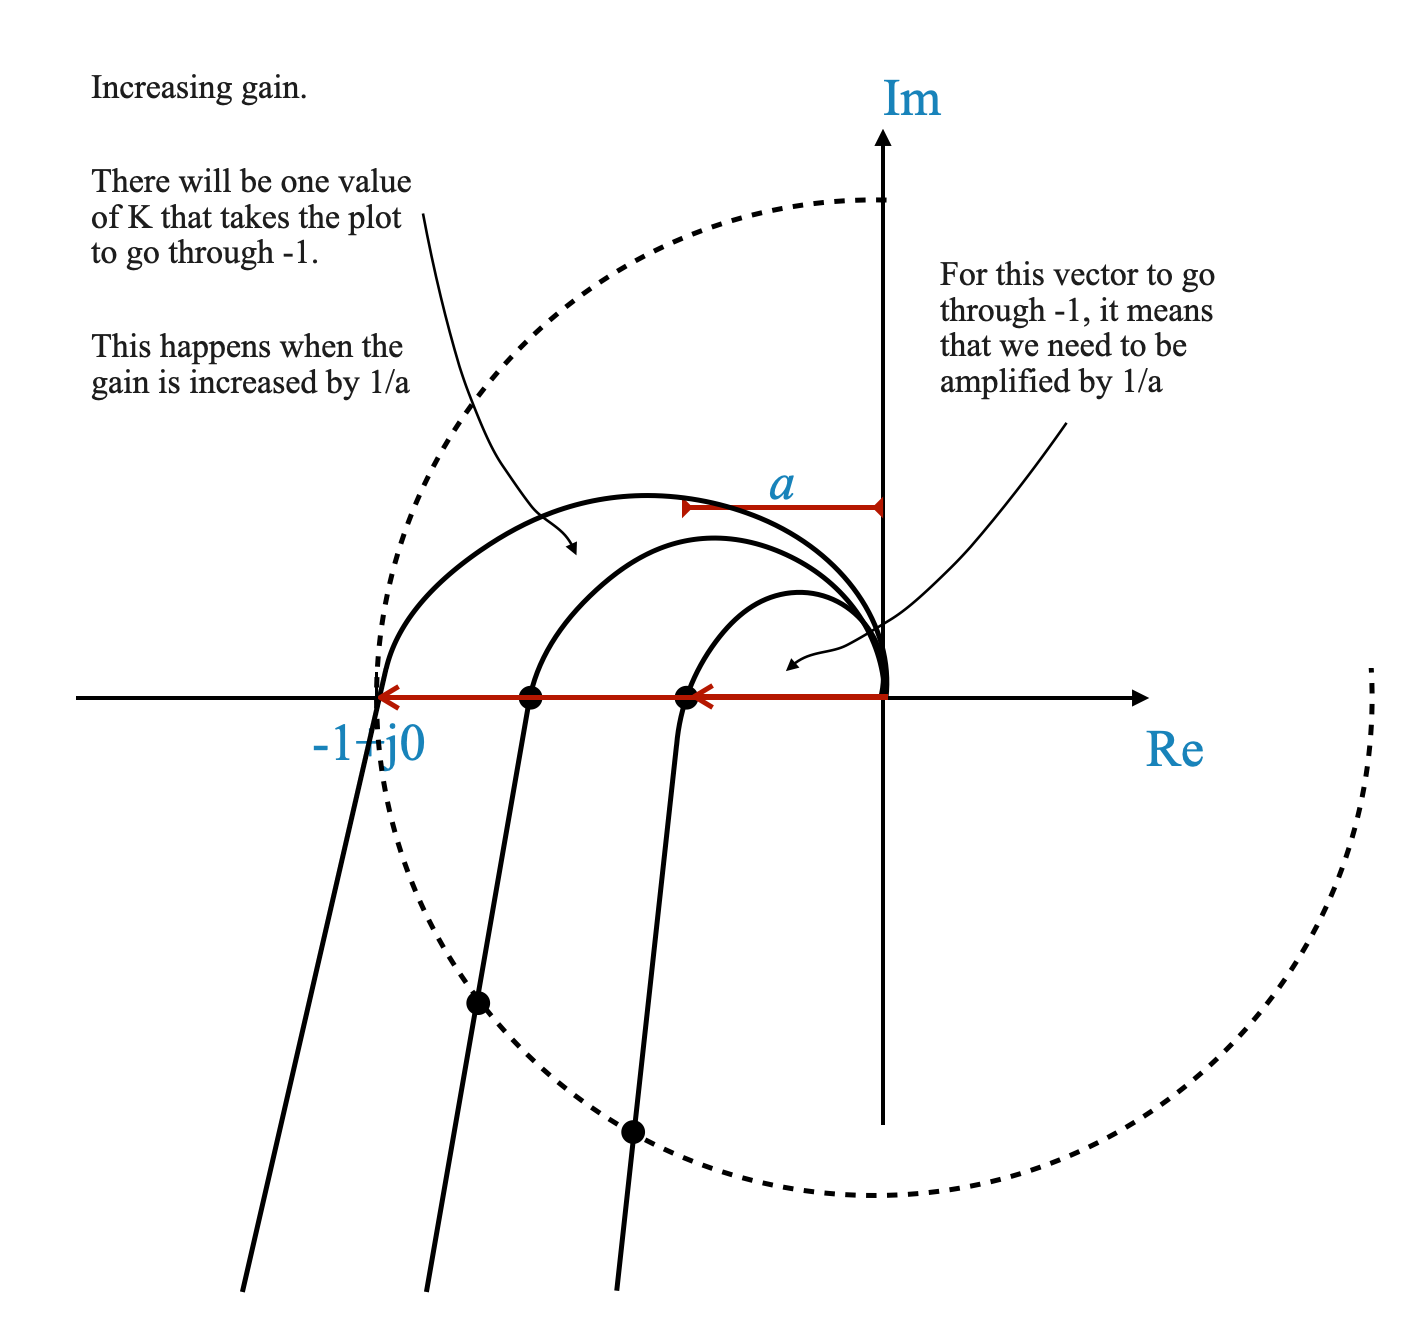 Increasing gain.
Im
There will be one value
of K that takes the plot
to go through -1.
For this vector to go
through -1, it means
that we need to be
amplified by 1/a
This happens when the
gain is increased by 1/a
a
-1+j0
Re